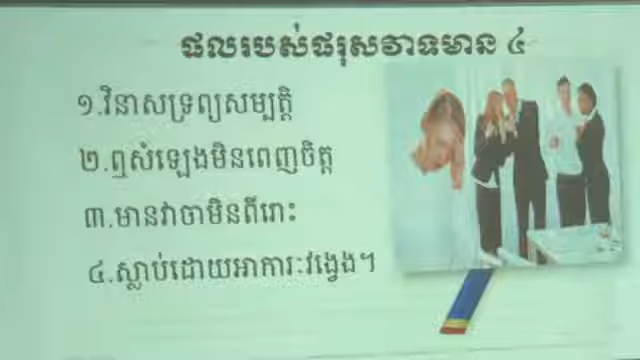 ផលរបស់ផរុសវាទមាន ៤
១.វិនាសទ្រព្យសម្បត្តិ
២.ឮសំឡេងមិនពេញចិត្ត
៣.មានវាចាមិនពីរោះ
៤.ស្លាប់ដោយអាការៈវង្វេង។